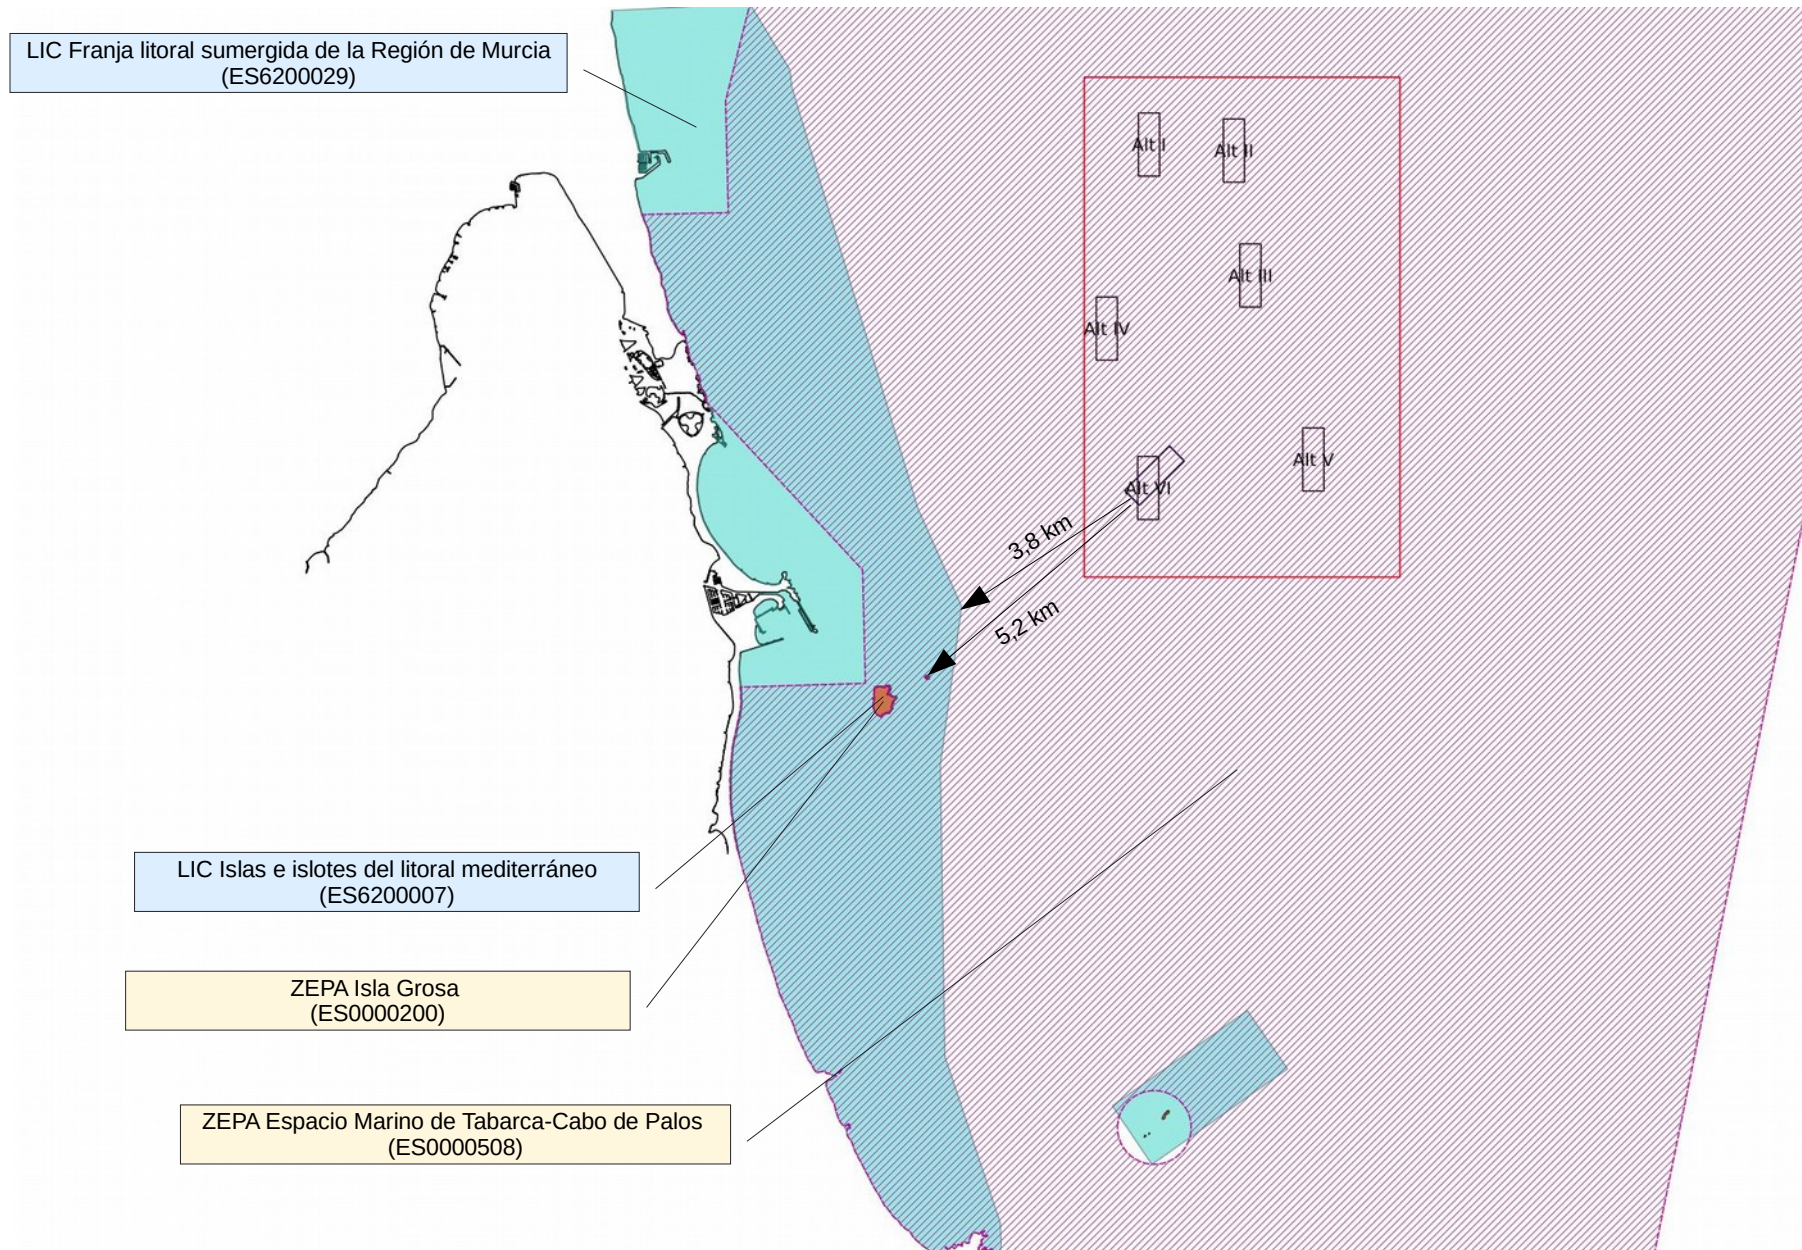 LIC Franja litoral sumergida de la Región de Murcia
(ES6200029)
Alt I
Alt II
Alt III
Alt IV
Alt V
Alt VI
3,8 km
5,2 km
LIC Islas e islotes del litoral mediterráneo
(ES6200007)
ZEPA Isla Grosa
(ES0000200)
ZEPA Espacio Marino de Tabarca-Cabo de Palos
(ES0000508)